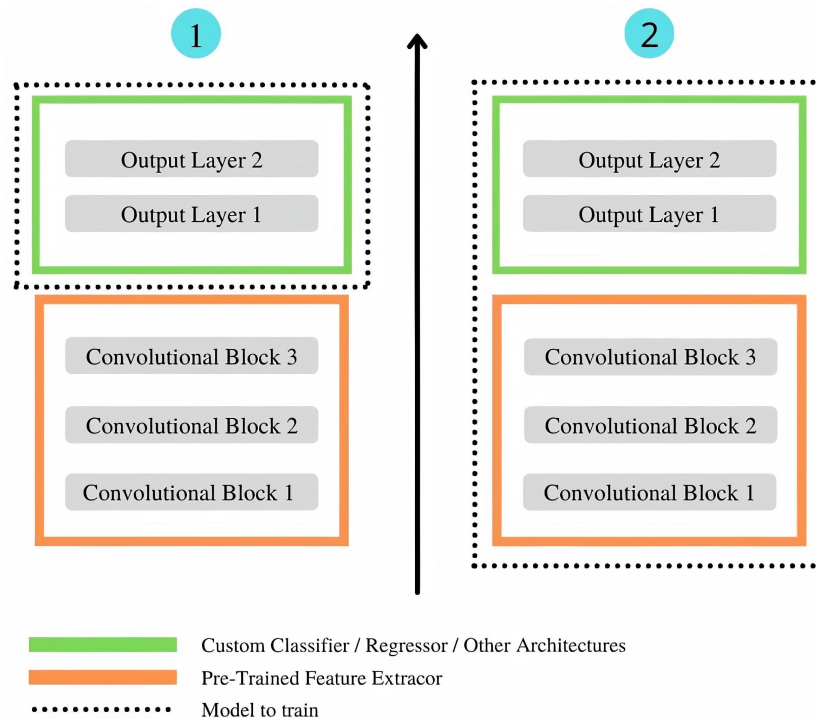 1
Output Layer 2
Output Layer 1
Convolutional Block 3
Convolutional Block 2
Convolutional Block 1
2
Output Layer 2
Output Layer 1
Convolutional Block 3
Convolutional Block 2
Convolutional Block 1
Custom Classifier / Regressor / Other Architectures
Pre-Trained Feature Extracor
Model to train